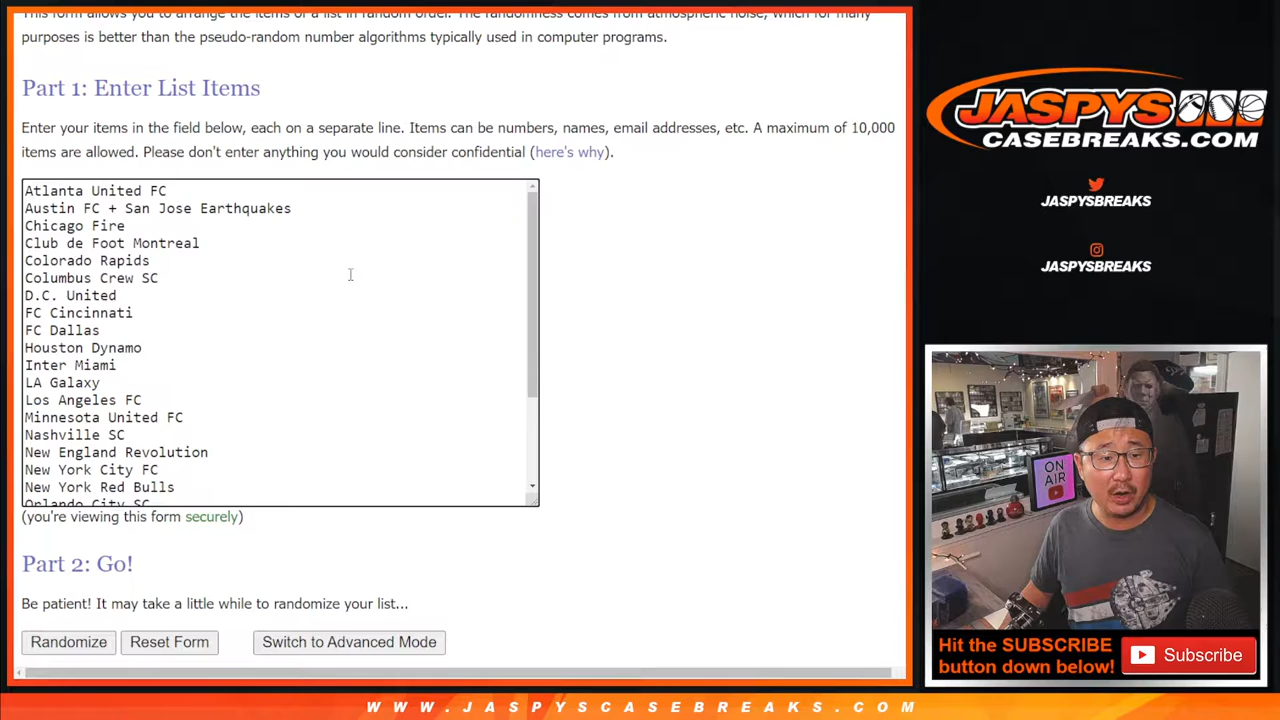 This form allows you to arrange the items of a list in random order. The randomness comes from atmospheric noise, which for many
purposes is better than the pseudo-random number algorithms typically used in computer programs.
Part 1: Enter List Items
Enter your items in the field below, each on a separate line. Items can be numbers, names, email addresses, etc. A maximum of 10,000
items are allowed. Please don't enter anything you would consider confidential (here's why).
Atlanta United FC
Austin FC + San Jose Earthquakes
Chicago Fire
Club de Foot Montreal
Colorado Rapids
Columbus Crew SC
D.C. United
FC Cincinnati
FC Dallas
Houston Dynamo
Inter Miami
LA Galaxy
Los Angeles FC
Minnesota United FC
Nashville SC
New England Revolution
New York City FC
New York Red Bulls
Orlando City SC
(you're viewing this form securely)
Part 2: Go!
Be patient! It may take a little while to randomize your list...
Randomize
Reset Form
Switch to Advanced Mode
JASPYS
CASEBREAKS.COM
JASPYSBREAKS
JASPYSBREAKS
ON
AIR
Hit the SUBSCRIBE
button down below!
Subscribe
WWW.JASPYSCASEBREAKS.COM